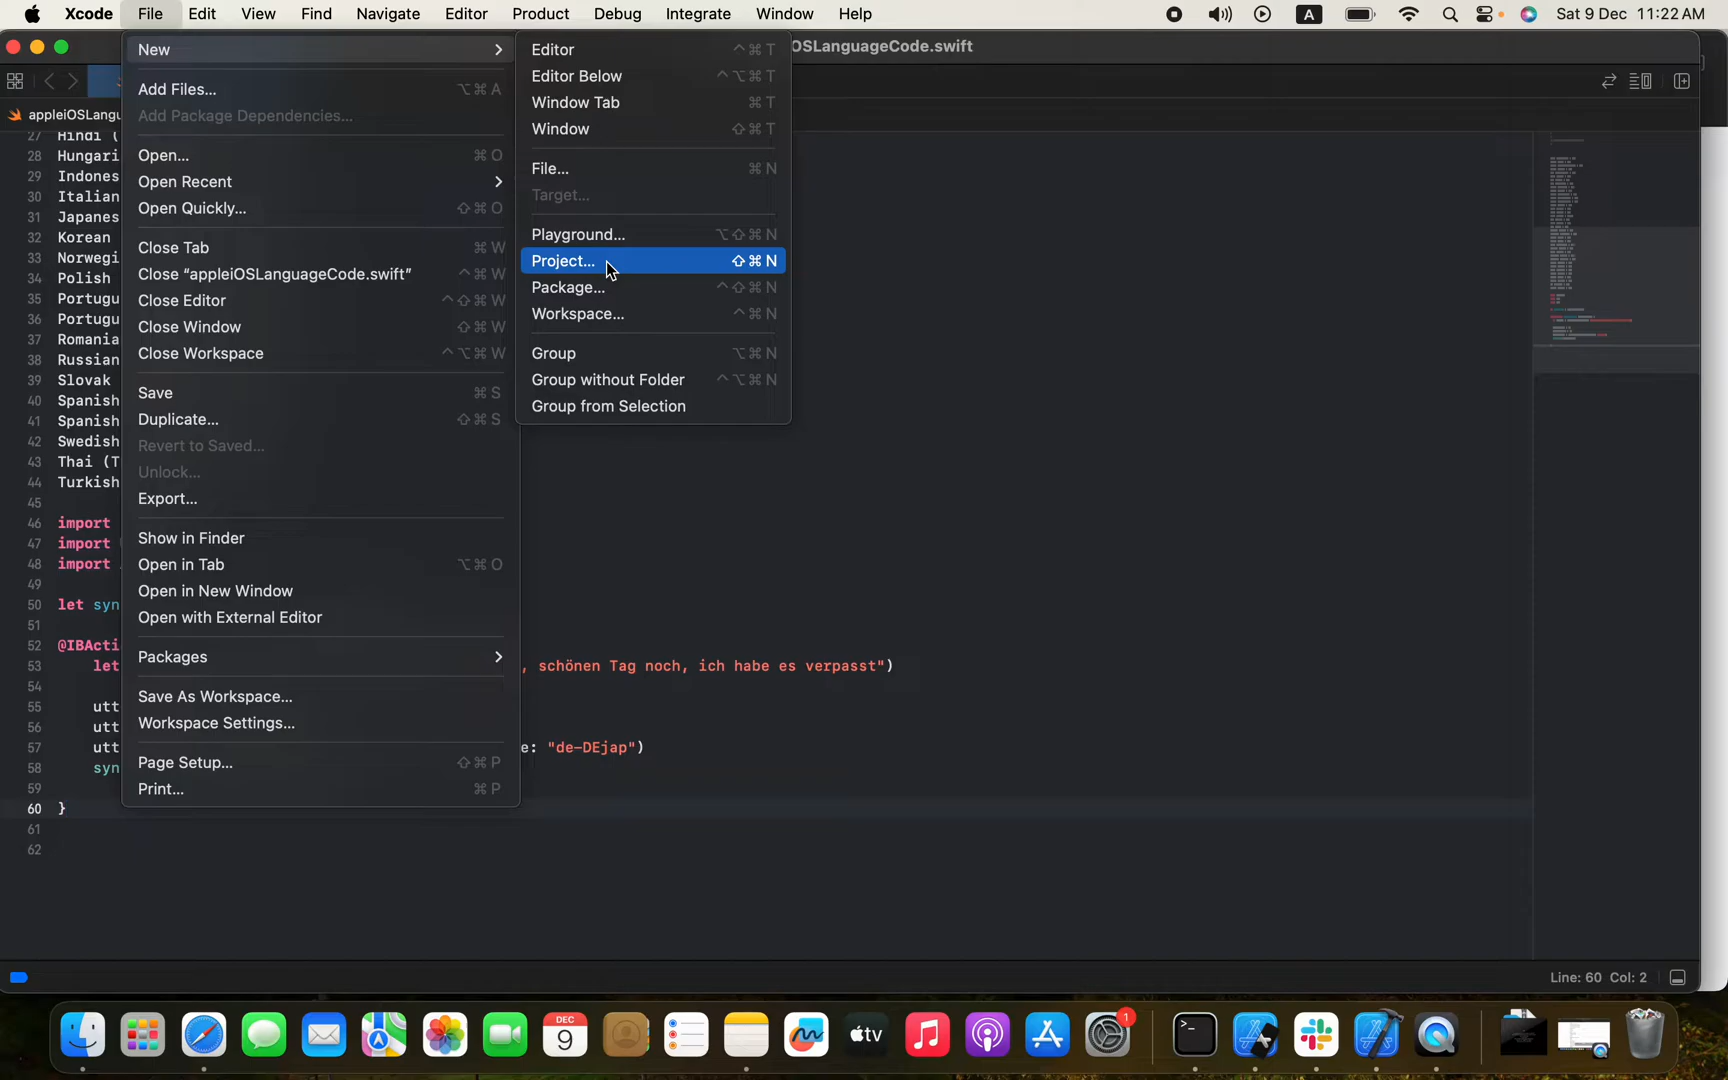 Xcode File Edit View Find Navigate Editor Product Debug Integrate Window Help A Sat 9 Dec 11:22 AM
OSLanguageCode.swift
appleiOSLangu
New
Add Files... ⌥⌘A
Add Package Dependencies...
Open... ⌘O
Open Recent
Open Quickly... ⇧⌘O
Close Tab ⌘W
Close “appleiOSLanguageCode.swift” ^⌘W
Close Editor ^⇧⌘W
Close Window ⇧⌘W
Close Workspace ^⌥⌘W
Save ⌘S
Duplicate... ⇧⌘S
Revert to Saved...
Unlock...
Export...
Show in Finder
Open in Tab ⌥⌘O
Open in New Window
Open with External Editor
Packages
Save As Workspace...
Workspace Settings...
Page Setup... ⇧⌘P
Print... ⌘P
Editor ^⌘T
Editor Below ^⌥⌘T
Window Tab ⌘T
Window ⇧⌘T
File... ⌘N
Target...
Playground... ⌥⇧⌘N
Project... ⇧⌘N
Package... ^⇧⌘N
Workspace... ^⌘N
Group ⌥⌘N
Group without Folder ^⌥⌘N
Group from Selection
27 Hindi (
28 Hungari
29 Indones
30 Italian
31 Japanes
32 Korean
33 Norwegi
34 Polish
35 Portugu
36 Portugu
37 Romania
38 Russian
39 Slovak
40 Spanish
41 Spanish
42 Swedish
43 Thai (T
44 Turkish
45
46 import
47 import
48 import
49
50 let syn
51
52 @IBActi
53 let , schönen Tag noch, ich habe es verpasst")
54
55 utt
56 utt
57 utt e: "de-DEjap")
58 syn
59
60 }
61
62
Line: 60 Col: 2
DEC
9
tv
1